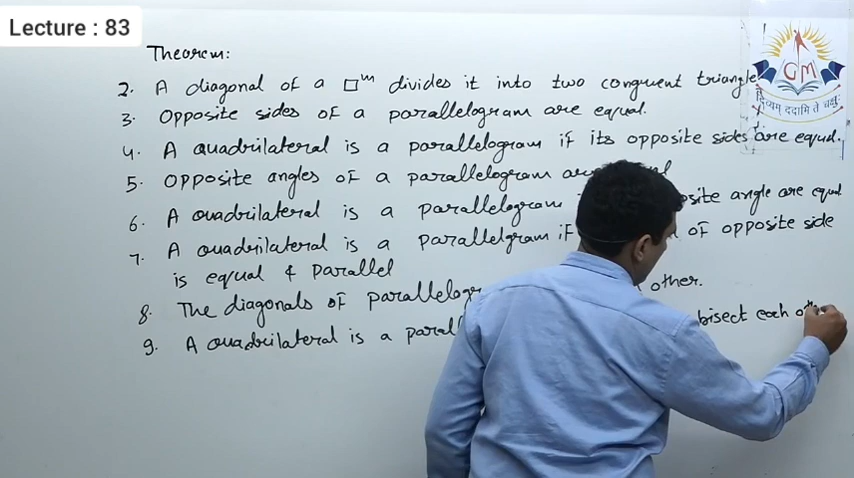 Lecture : 83
Theorem:
2. A diagonal of a □m divides it into two congruent triangle
3. Opposite sides of a parallelogram are equal.
4. A quadrilateral is a parallelogram if its opposite sides are equal.
5. Opposite angles of a parallelogram are
6. A quadrilateral is a parallelogram angle are equal
7. A quadrilateral is a parallelgram if of opposite side
is equal & parallel
8. The diagonals of other.
9. A quadrilateral is a bisect each
GM
दिव्यम् ददामि ते चक्षुः